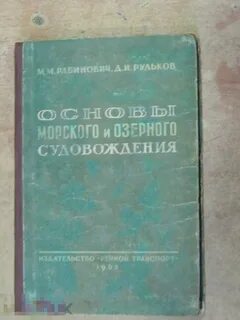 М.М.РАБИНОВИЧ, Д.И.РУЛЬКОВ
ОСНОВЫ
МОРСКОГО И ОЗЕРНОГО
СУДОВОЖДЕНИЯ
ИЗДАТЕЛЬСТВО "РЕЧНОЙ ТРАНСПОРТ"